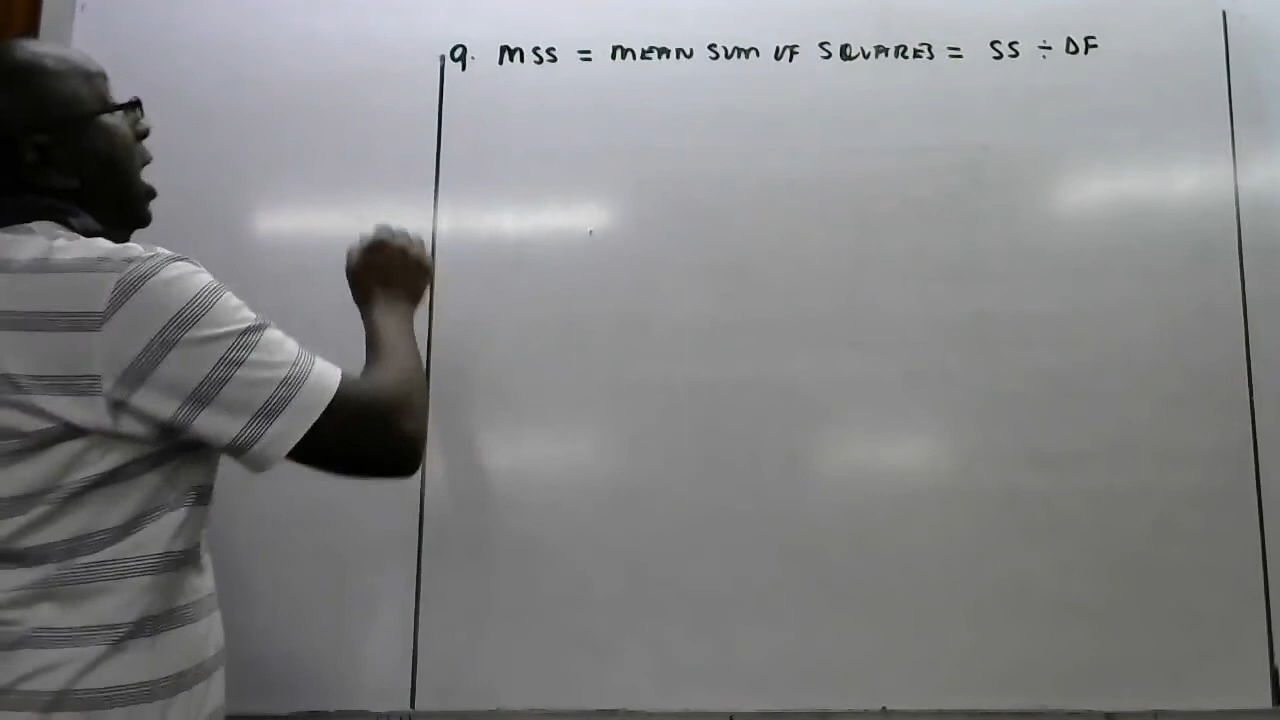 9. MSS = MEAN SUM OF SQUARES = SS ÷ DF